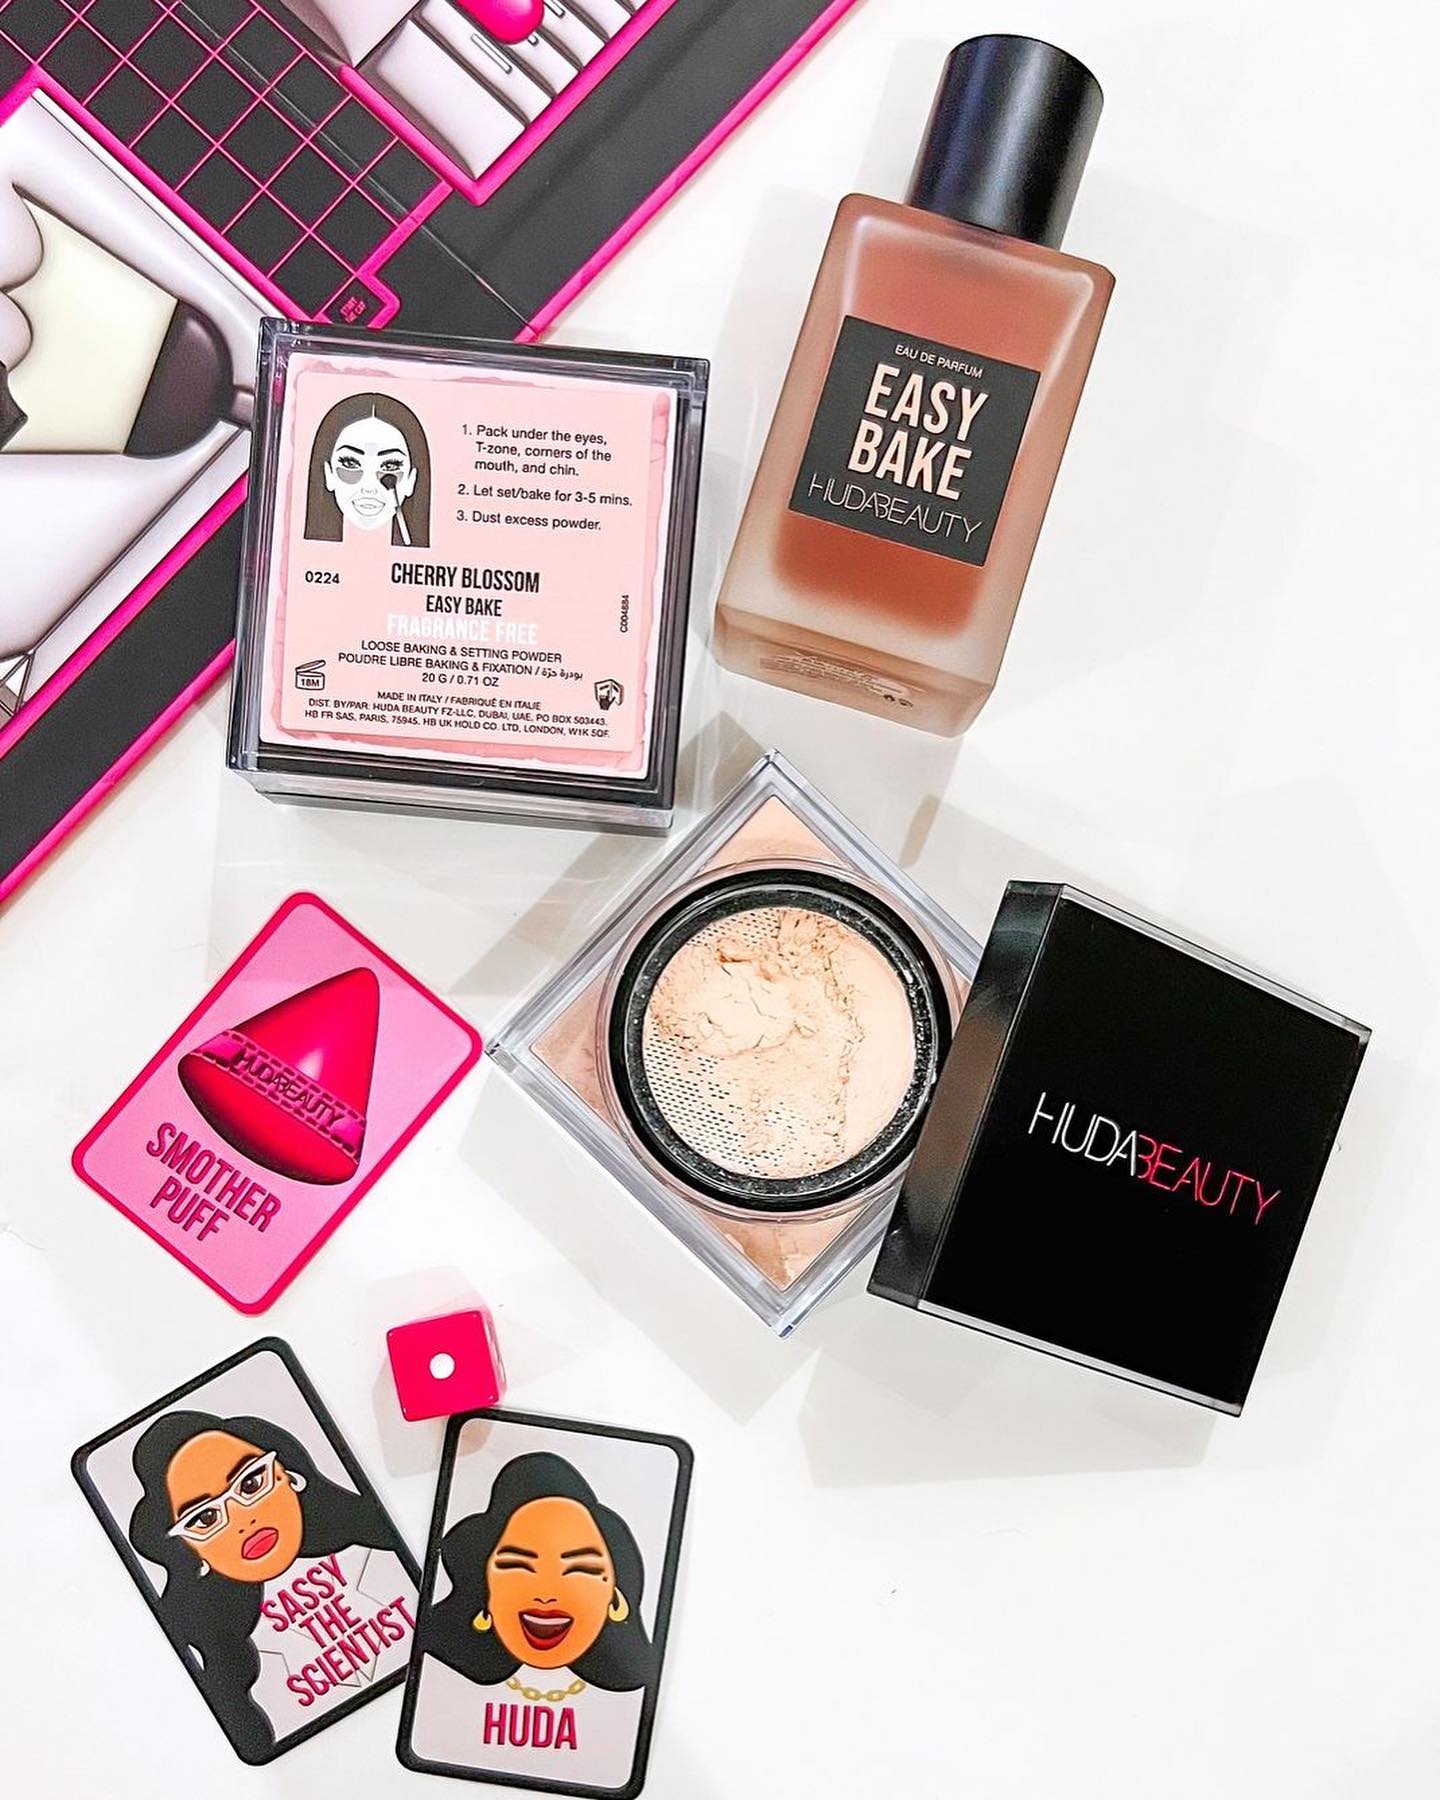 START
EAU DE PARFUM
EASY
BAKE
HUDABEAUTY
1. Pack under the eyes,
T-zone, corners of the
mouth, and chin.
2. Let set/bake for 3-5 mins.
3. Dust excess powder.
0224
CHERRY BLOSSOM
EASY BAKE
FRAGRANCE FREE
C004884
LOOSE BAKING & SETTING POWDER
POUDRE LIBRE BAKING & FIXATION / بودرة حرّة
20 G / 0.71 OZ
18M
MADE IN ITALY / FABRIQUÉ EN ITALIE
DIST. BY/PAR: HUDA BEAUTY FZ-LLC, DUBAI, UAE, PO BOX 503443.
HB FR SAS, PARIS, 75945. HB UK HOLD CO. LTD, LONDON, W1K 5QF.
HUDABEAUTY
HUDABEAUTY
SMOTHER
PUFF
SASSY
THE
SCIENTIST
HUDA